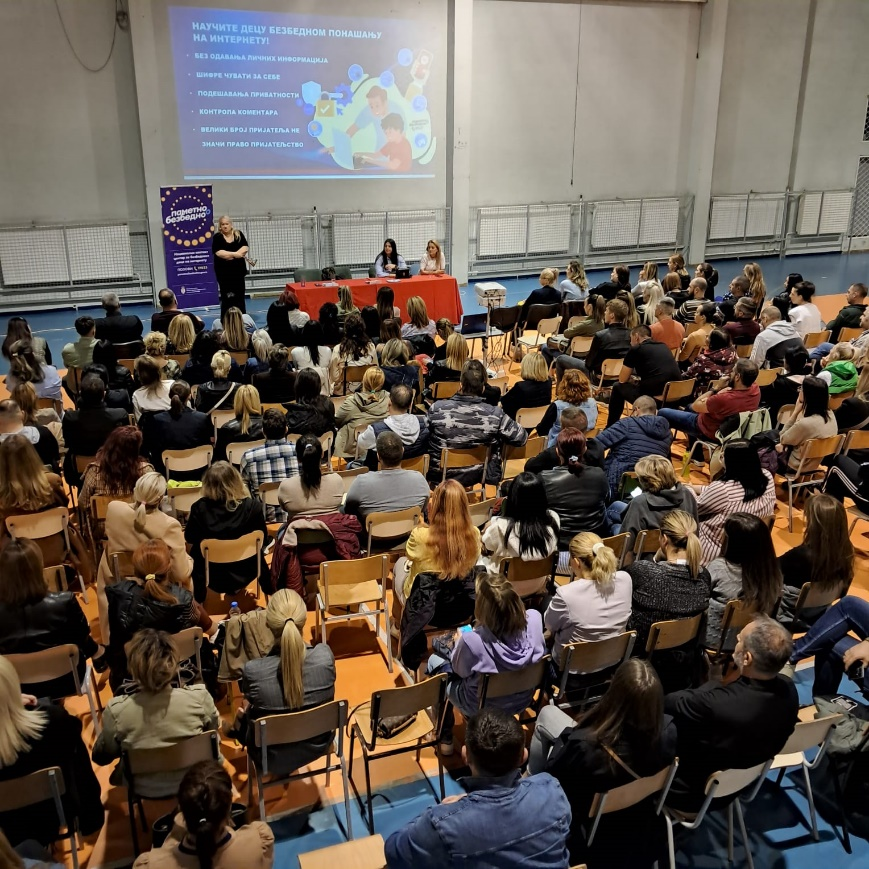 НАУЧИТЕ ДЕЦУ БЕЗБЕДНОМ ПОНАШАЊУ
НА ИНТЕРНЕТУ!
• БЕЗ ОДАВАЊА ЛИЧНИХ ИНФОРМАЦИЈА
• ШИФРЕ ЧУВАТИ ЗА СЕБЕ
• ПОДЕШАВАЊА ПРИВАТНОСТИ
• КОНТРОЛА КОМЕНТАРА
• ВЕЛИКИ БРОЈ ПРИЈАТЕЉА НЕ
ЗНАЧИ ПРАВО ПРИЈАТЕЉСТВО
паметно
безбедно